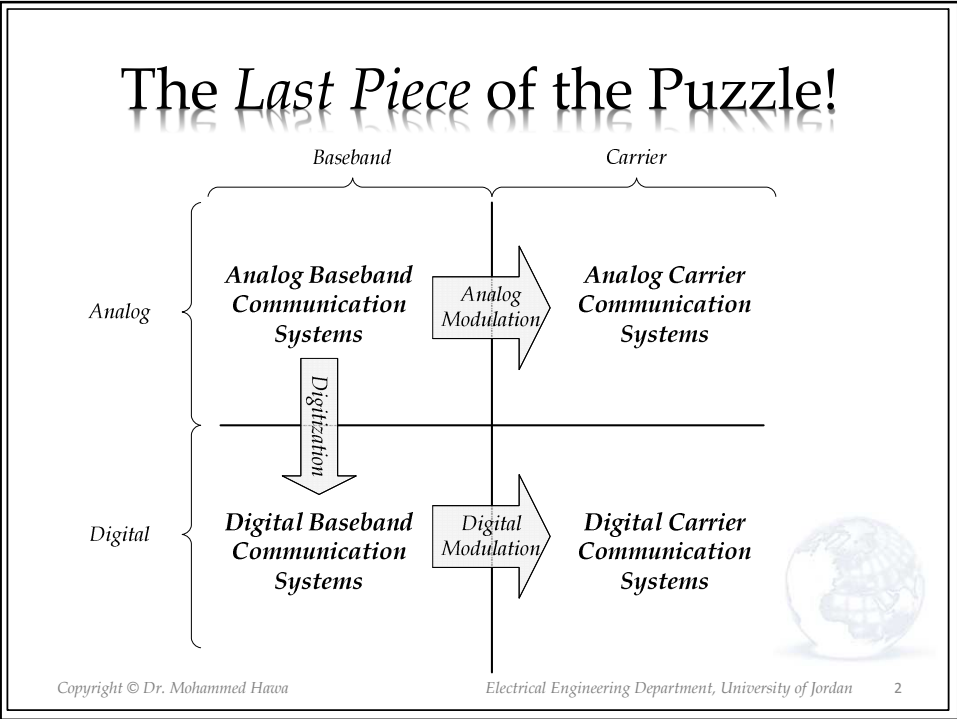 The Last Piece of the Puzzle!
Baseband
Carrier
Analog
Analog Baseband
Communication
Systems
Analog
Modulation
Analog Carrier
Communication
Systems
Digitization
Digital
Digital Baseband
Communication
Systems
Digital
Modulation
Digital Carrier
Communication
Systems
Copyright © Dr. Mohammed Hawa
Electrical Engineering Department, University of Jordan
2